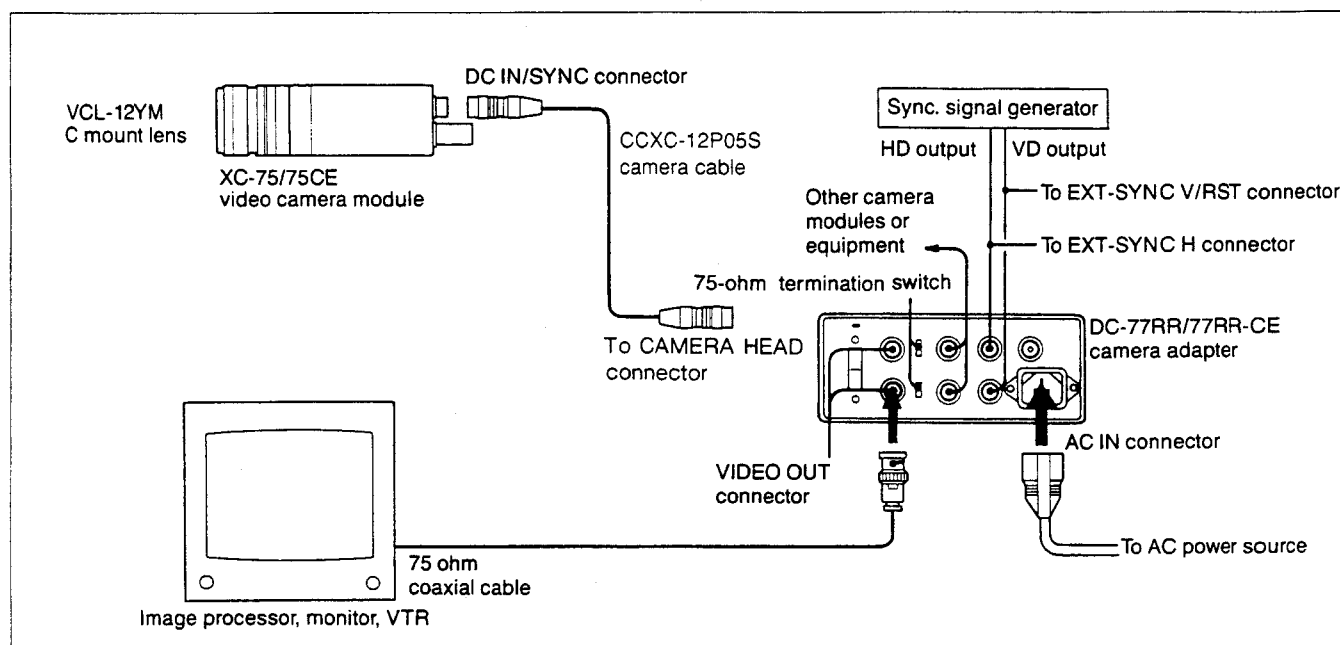 DC IN/SYNC connector
VCL-12YM
C mount lens
XC-75/75CE
video camera module
CCXC-12P05S
camera cable
Sync. signal generator
HD output
VD output
Other camera
modules or
equipment
To EXT-SYNC V/RST connector
To EXT-SYNC H connector
75-ohm termination switch
To CAMERA HEAD
connector
DC-77RR/77RR-CE
camera adapter
AC IN connector
VIDEO OUT
connector
To AC power source
75 ohm
coaxial cable
Image processor, monitor, VTR